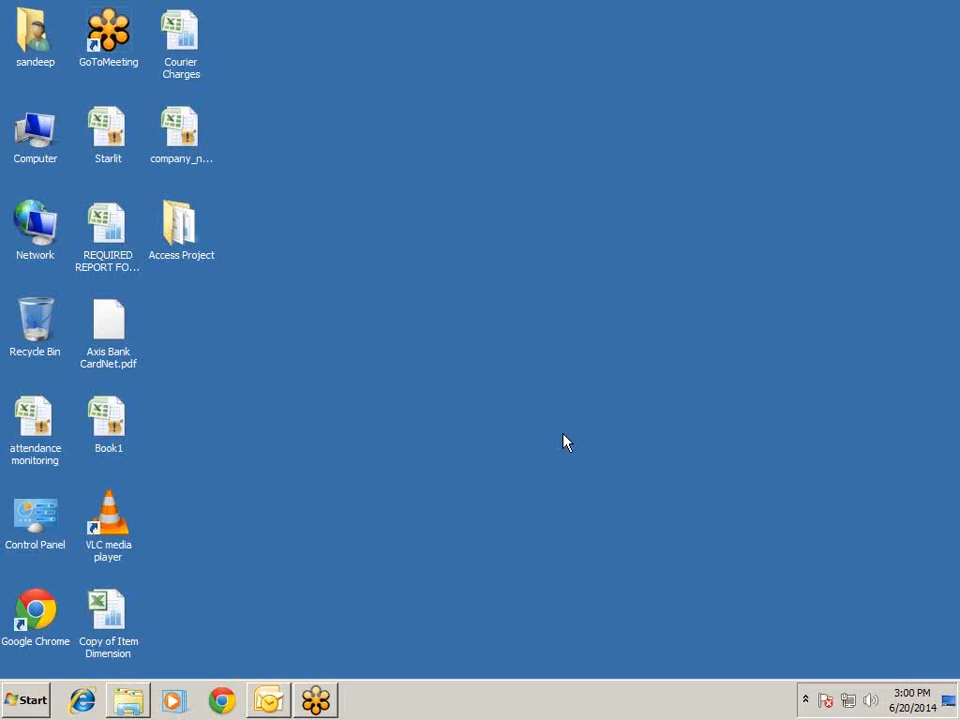 sandeep
GoToMeeting
Courier
Charges
Computer
Starlit
company_n...
Network
REQUIRED
REPORT FO...
Access Project
Recycle Bin
Axis Bank
CardNet.pdf
attendance
monitoring
Book1
Control Panel
VLC media
player
Google Chrome
Copy of Item
Dimension
Start
3:00 PM
6/20/2014